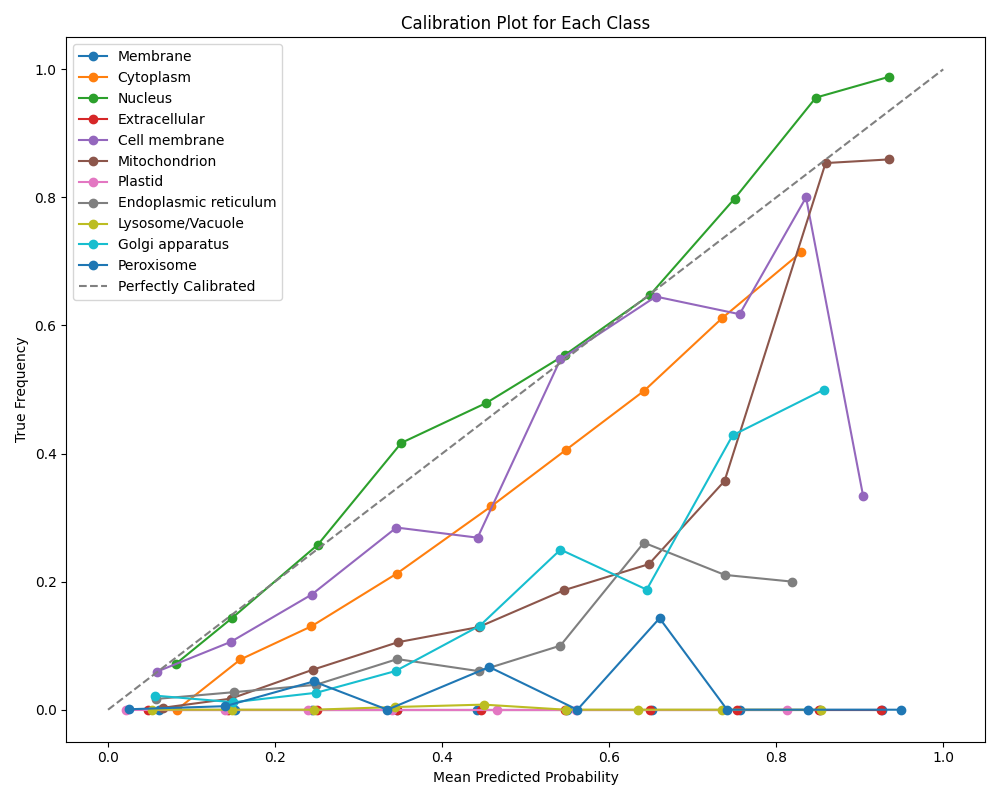 Calibration Plot for Each Class
Membrane
Cytoplasm
Nucleus
Extracellular
Cell membrane
Mitochondrion
Plastid
Endoplasmic reticulum
Lysosome/Vacuole
Golgi apparatus
Peroxisome
Perfectly Calibrated
True Frequency
1.0
0.8
0.6
0.4
0.2
0.0
0.0 0.2 0.4 0.6 0.8 1.0
Mean Predicted Probability